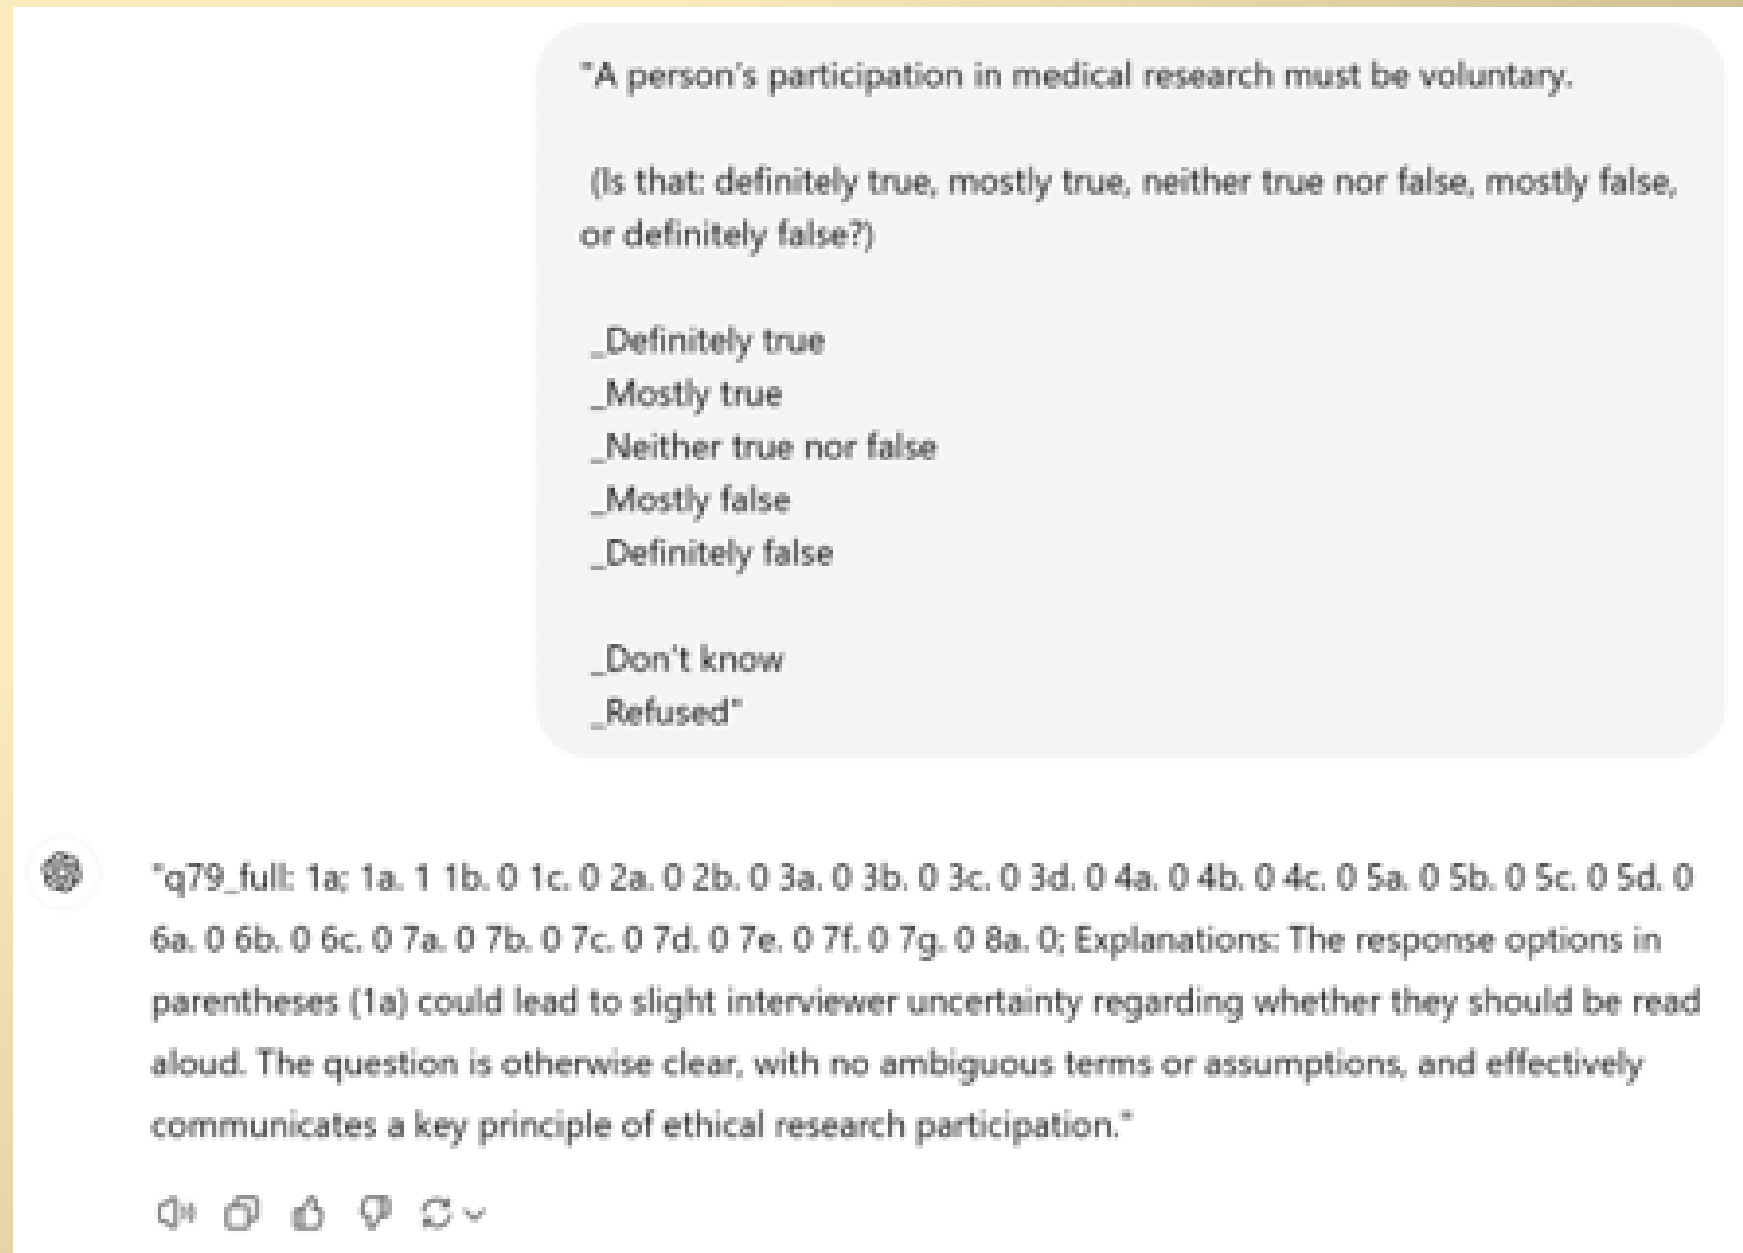 "A person's participation in medical research must be voluntary.
(Is that: definitely true, mostly true, neither true nor false, mostly false,
or definitely false?)
_Definitely true
_Mostly true
_Neither true nor false
_Mostly false
_Definitely false
_Don't know
_Refused"
"q79_full: 1a; 1a. 1 1b. 0 1c. 0 2a. 0 2b. 0 3a. 0 3b. 0 3c. 0 3d. 0 4a. 0 4b. 0 4c. 0 5a. 0 5b. 0 5c. 0 5d. 0
6a. 0 6b. 0 6c. 0 7a. 0 7b. 0 7c. 0 7d. 0 7e. 0 7f. 0 7g. 0 8a. 0; Explanations: The response options in
parentheses (1a) could lead to slight interviewer uncertainty regarding whether they should be read
aloud. The question is otherwise clear, with no ambiguous terms or assumptions, and effectively
communicates a key principle of ethical research participation."